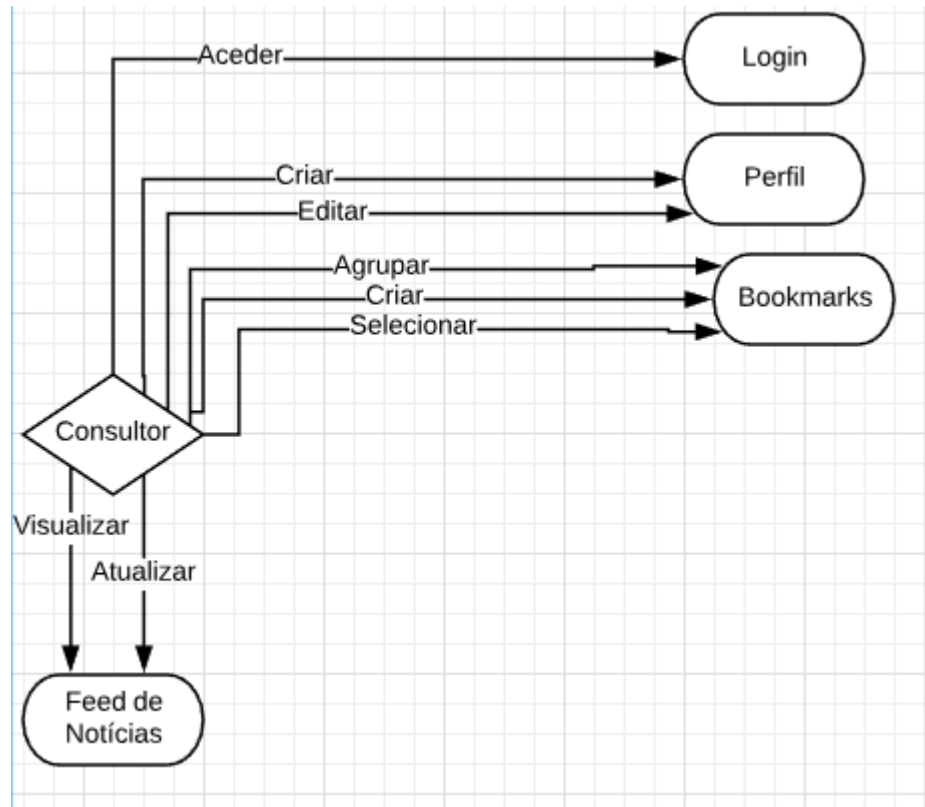 Aceder
Login
Criar
Perfil
Editar
Agrupar
Criar
Bookmarks
Selecionar
Consultor
Visualizar
Atualizar
Feed de
Notícias